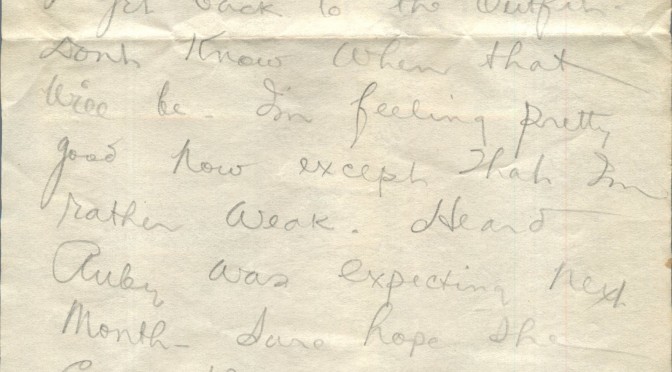 get back to the Outfit.
Dont Know When that
Will be. Im feeling pretty
good now except that Im
rather weak. Heard
Ruby was expecting next
Month - Sure hope she